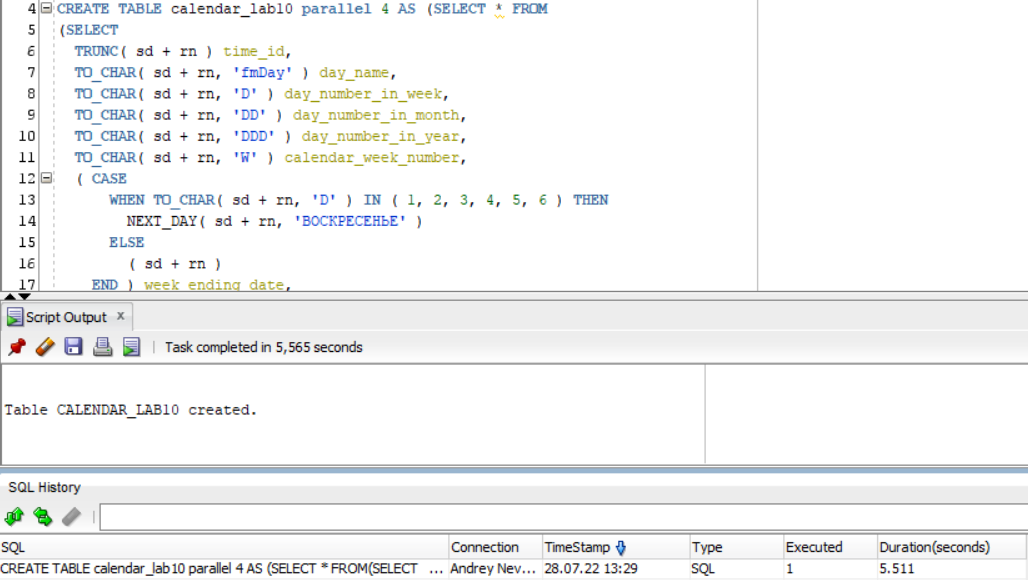 4 CREATE TABLE calendar_lab10 parallel 4 AS (SELECT * FROM
5 (SELECT
6 TRUNC( sd + rn ) time_id,
7 TO_CHAR( sd + rn, 'fmDay' ) day_name,
8 TO_CHAR( sd + rn, 'D' ) day_number_in_week,
9 TO_CHAR( sd + rn, 'DD' ) day_number_in_month,
10 TO_CHAR( sd + rn, 'DDD' ) day_number_in_year,
11 TO_CHAR( sd + rn, 'W' ) calendar_week_number,
12 ( CASE
13 WHEN TO_CHAR( sd + rn, 'D' ) IN ( 1, 2, 3, 4, 5, 6 ) THEN
14 NEXT_DAY( sd + rn, 'ВОСКРЕСЕНЬЕ' )
15 ELSE
16 ( sd + rn )
17 END ) week_ending_date,
Script Output x
Task completed in 5,565 seconds
Table CALENDAR_LAB10 created.
SQL History
SQL Connection TimeStamp Type Executed Duration(seconds)
CREATE TABLE calendar_lab10 parallel 4 AS (SELECT * FROM(SELECT ... Andrey Nev... 28.07.22 13:29 SQL 1 5.511